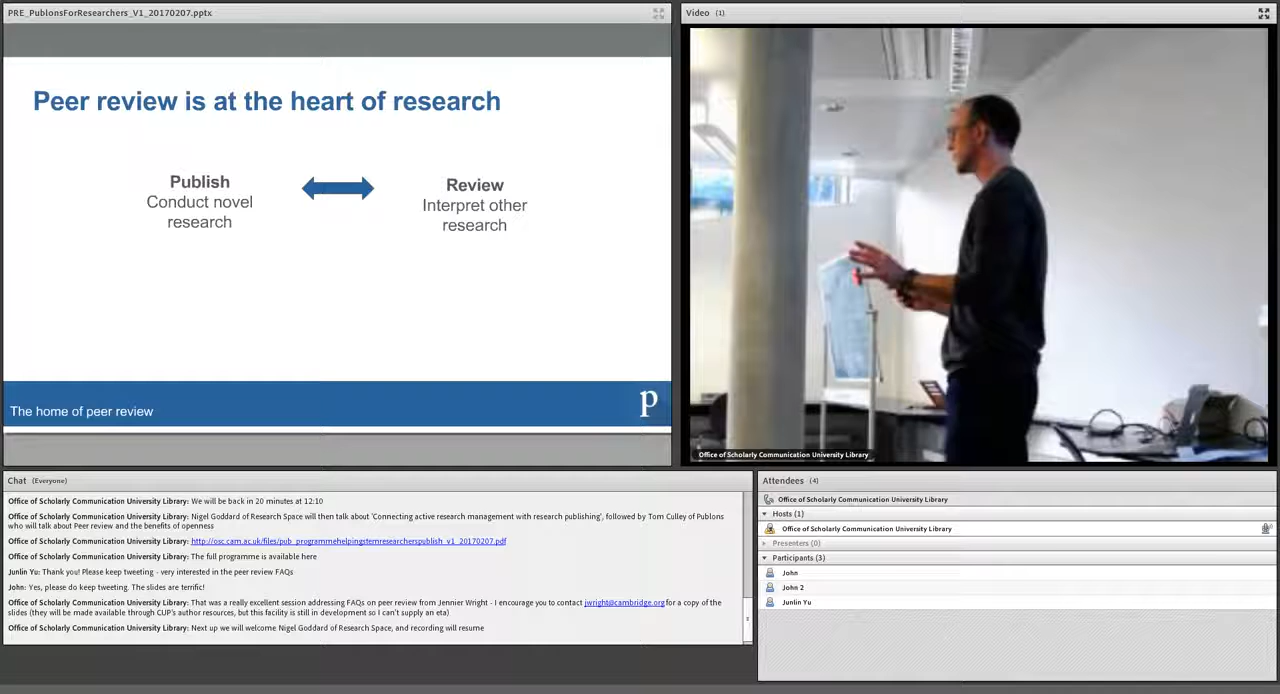 PRE_PublonsForResearchers_V1_20170207.pptx
Peer review is at the heart of research
Publish
Conduct novel
research
Review
Interpret other
research
The home of peer review
p
Video (1)
Office of Scholarly Communication University Library
Chat (Everyone)
Office of Scholarly Communication University Library: We will be back in 20 minutes at 12:10
Office of Scholarly Communication University Library: Nigel Goddard of Research Space will then talk about 'Connecting active research management with research publishing', followed by Tom Culley of Publons
who will talk about Peer review and the benefits of openness
Office of Scholarly Communication University Library: http://osc.cam.ac.uk/files/pub_programmehelpingstemresearcherspublish_v1_20170207.pdf
Office of Scholarly Communication University Library: The full programme is available here
Junlin Yu: Thank you! Please keep tweeting - very interested in the peer review FAQs
John: Yes, please do keep tweeting. The slides are terrific!
Office of Scholarly Communication University Library: That was a really excellent session addressing FAQs on peer review from Jennier Wright - I encourage you to contact jwright@cambridge.org for a copy of the
slides (they will be made available through CUP's author resources, but this facility is still in development so I can't supply an eta)
Office of Scholarly Communication University Library: Next up we will welcome Nigel Goddard of Research Space, and recording will resume
Attendees (4)
Office of Scholarly Communication University Library
Hosts (1)
Office of Scholarly Communication University Library
Presenters (0)
Participants (3)
John
John 2
Junlin Yu